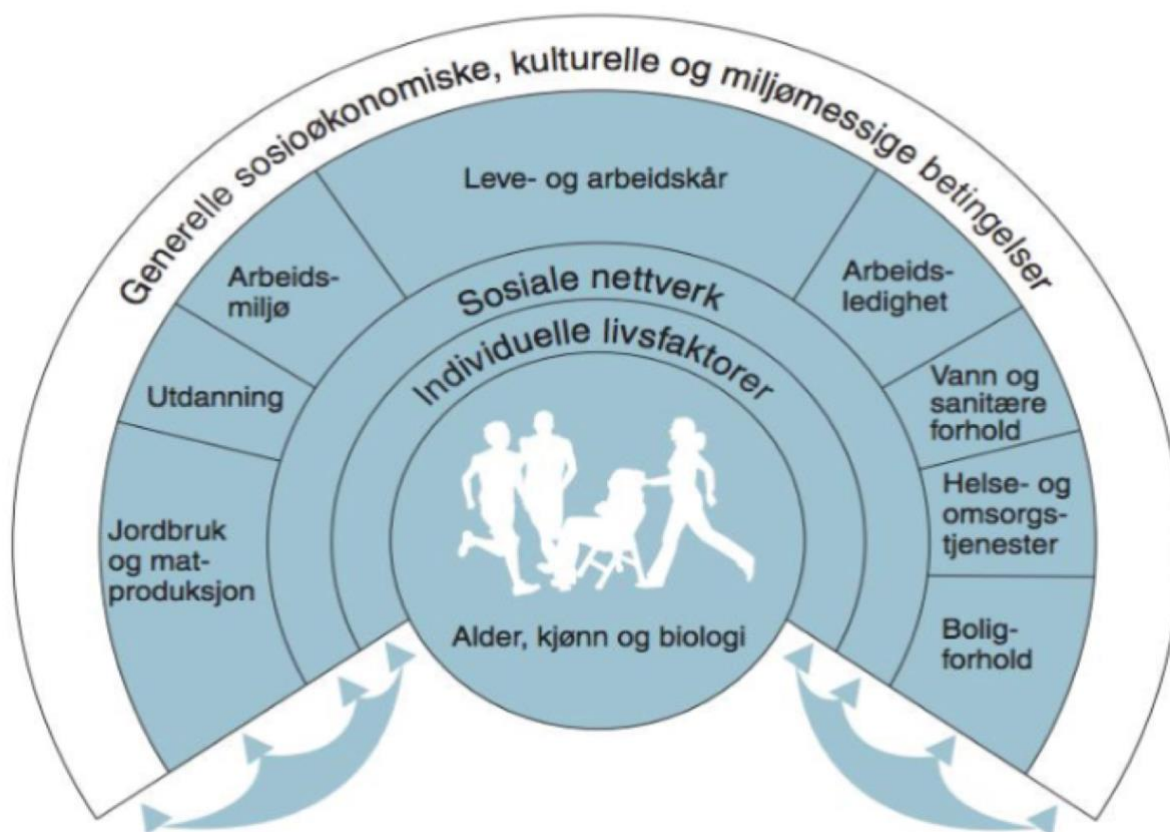 Generelle sosioøkonomiske, kulturelle og miljømessige betingelser
Leve- og arbeidskår
Arbeids-
miljø
Utdanning
Jordbruk
og mat-
produksjon
Arbeids-
ledighet
Vann og
sanitære
forhold
Helse- og
omsorgs-
tjenester
Bolig-
forhold
Sosiale nettverk
Individuelle livsfaktorer
Alder, kjønn og biologi